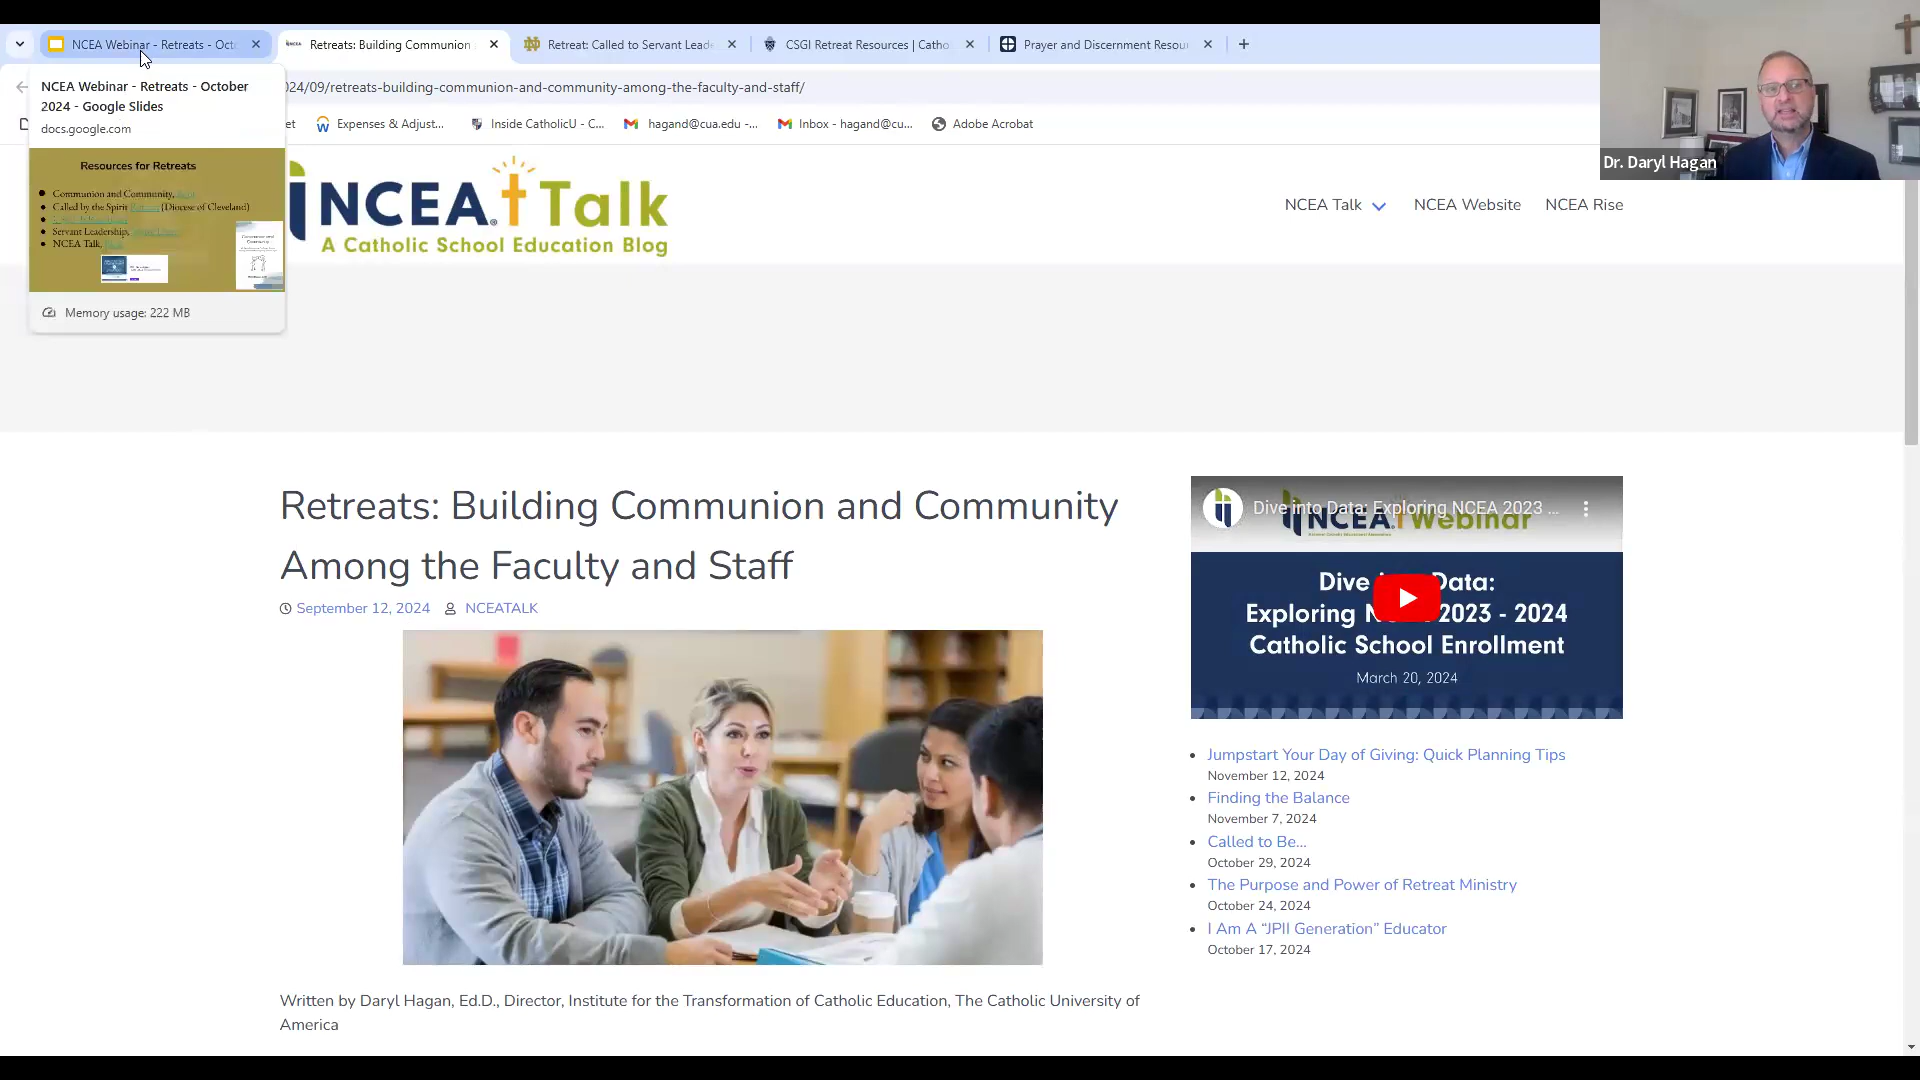 NCEA Webinar - Retreats - Oct
Retreats: Building Communion
Retreat: Called to Servant Lead
CSGI Retreat Resources | Catho
Prayer and Discernment Resou
NCEA Webinar - Retreats - October
2024 - Google Slides
docs.google.com
024/09/retreats-building-communion-and-community-among-the-faculty-and-staff/
et
Expenses & Adjust...
Inside CatholicU - C...
hagand@cua.edu -...
Inbox - hagand@cu...
Adobe Acrobat
Dr. Daryl Hagan
Resources for Retreats
Communion and Community,
Called by the Spirit (Diocese of Cleveland)
Servant Leadership,
NCEA Talk,
Memory usage: 222 MB
NCEA Talk
A Catholic School Education Blog
NCEA Talk
NCEA Website
NCEA Rise
Retreats: Building Communion and Community
Among the Faculty and Staff
September 12, 2024 NCEATALK
Written by Daryl Hagan, Ed.D., Director, Institute for the Transformation of Catholic Education, The Catholic University of
America
Dive into Data: Exploring NCEA 2023 ...
NCEA Webinar
Dive Data:
Exploring 2023 - 2024
Catholic School Enrollment
March 20, 2024
Jumpstart Your Day of Giving: Quick Planning Tips
November 12, 2024
Finding the Balance
November 7, 2024
Called to Be...
October 29, 2024
The Purpose and Power of Retreat Ministry
October 24, 2024
I Am A “JPII Generation” Educator
October 17, 2024